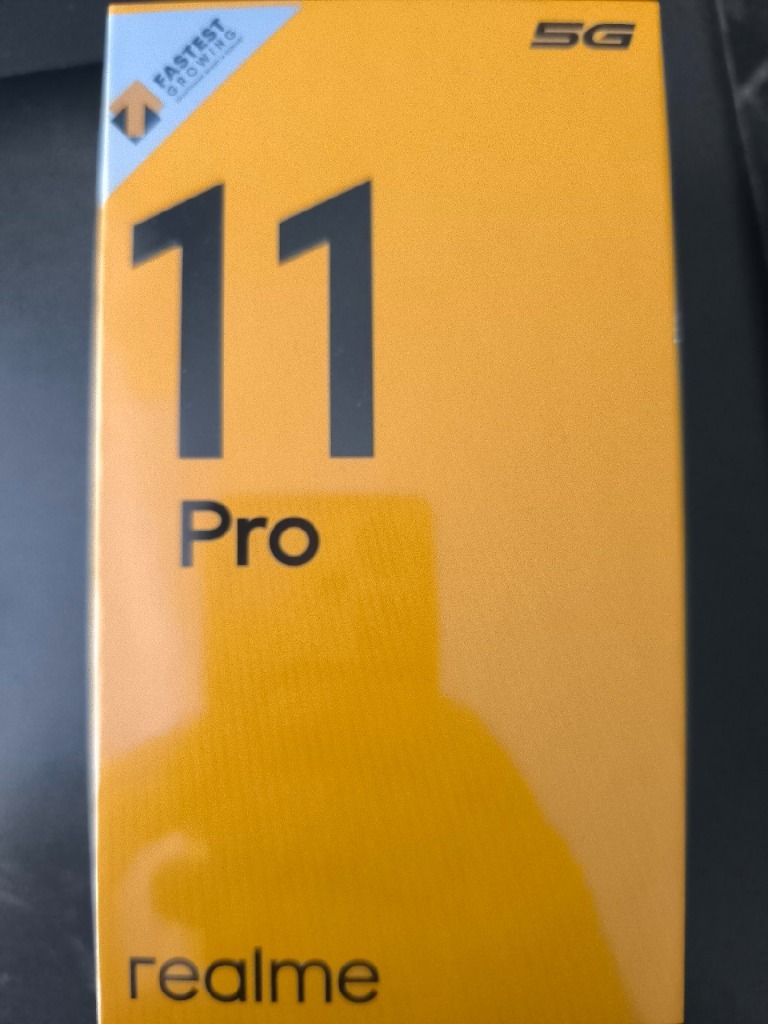 FASTEST
GROWING
5G
11
Pro
realme